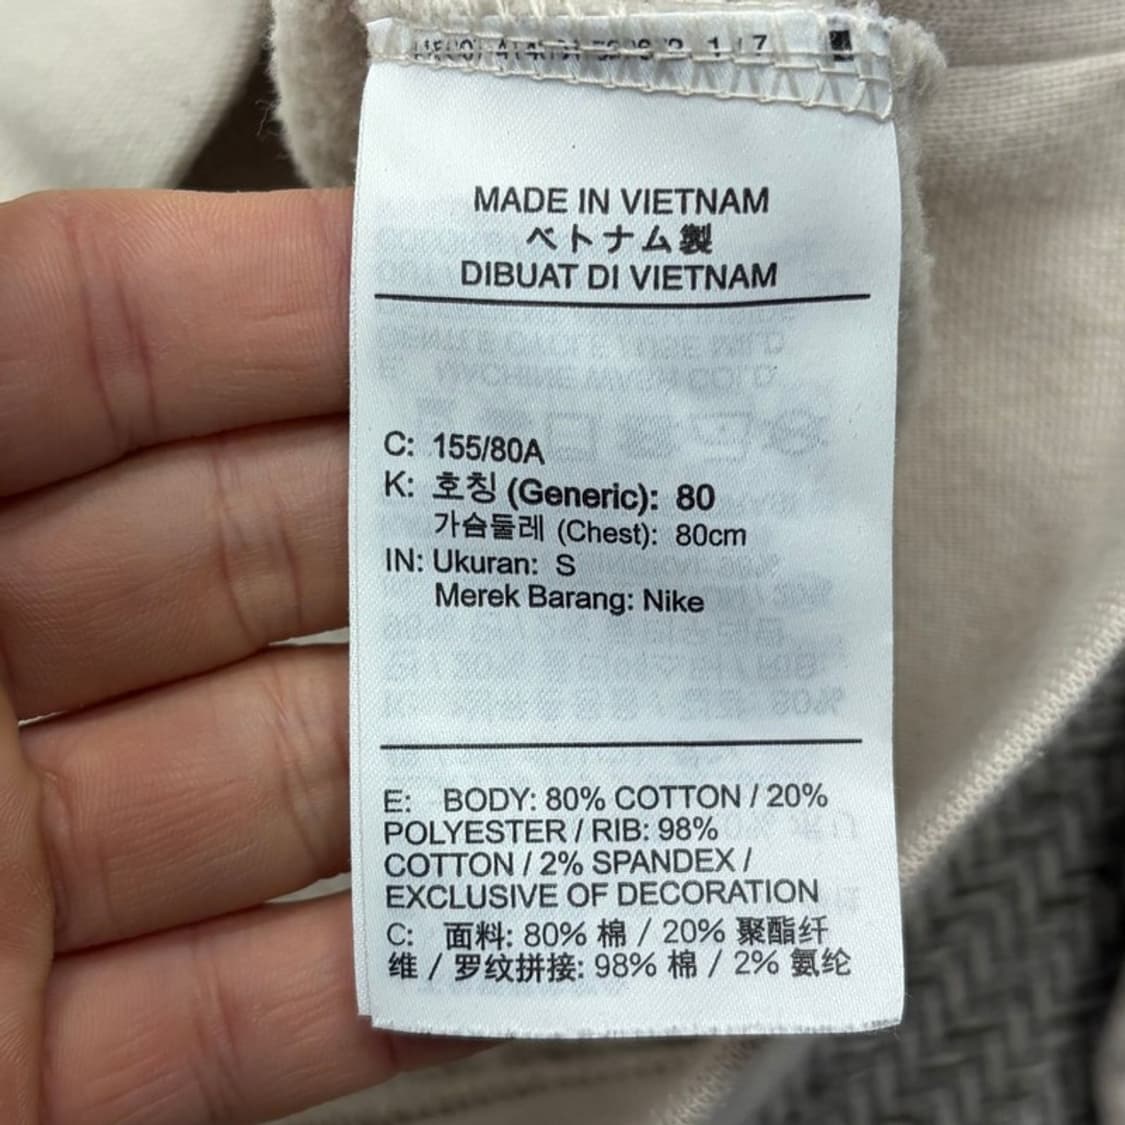 MADE IN VIETNAM
ベトナム製
DIBUAT DI VIETNAM
C: 155/80A
K: 호칭 (Generic): 80
가슴둘레 (Chest): 80cm
IN: Ukuran: S
Merek Barang: Nike
E: BODY: 80% COTTON / 20%
POLYESTER / RIB: 98%
COTTON / 2% SPANDEX /
EXCLUSIVE OF DECORATION
C: 面料: 80% 棉 / 20% 聚酯纤
维 / 罗纹拼接: 98% 棉 / 2% 氨纶